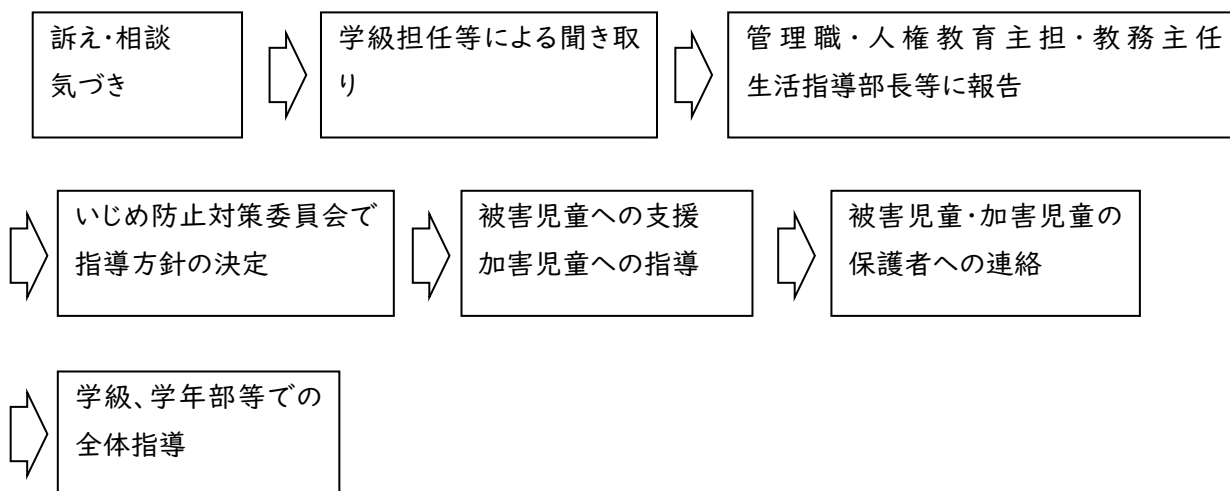 訴え・相談
気づき
学級担任等による聞き取
り
管理職・人権教育主担・教務主任
生活指導部長等に報告
いじめ防止対策委員会で
指導方針の決定
被害児童への支援
加害児童への指導
被害児童・加害児童の
保護者への連絡
学級、学年部等での
全体指導